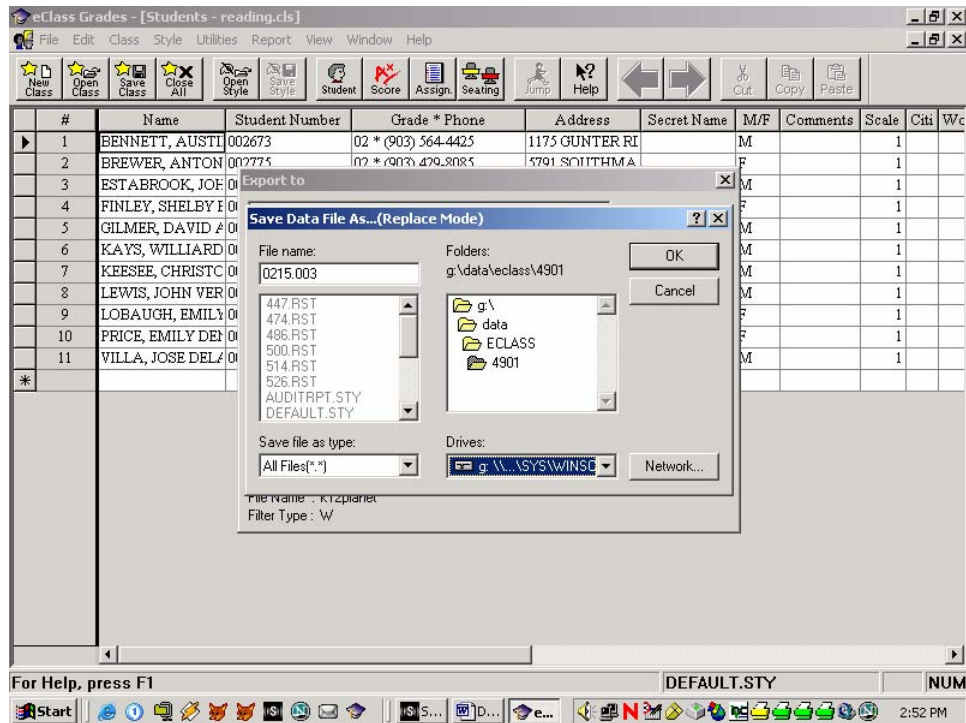 eClass Grades - [Students - reading.cls]
File Edit Class Style Utilities Report View Window Help
New Class Open Class Save Class Close All Open Style Save Style Student Score Assign. Seating Jump Help Cut Copy Paste
# Name Student Number Grade * Phone Address Secret Name M/F Comments Scale Citi Wo
1 BENNETT, AUSTI 002673 02 * (903) 564-4425 1175 GUNTER RI M 1
2 BREWER, ANTON 002775 02 * (903) 429-8085 5791 SOUTHMA F 1
3 ESTABROOK, JOH M 1
4 FINLEY, SHELBY F 1
5 GILMER, DAVID A M 1
6 KAYS, WILLIARD M 1
7 KEESEE, CHRISTO M 1
8 LEWIS, JOHN VER M 1
9 LOBAUGH, EMILY F 1
10 PRICE, EMILY DEN F 1
11 VILLA, JOSE DELA M 1
*
Export to
Save Data File As...(Replace Mode)
File name:
0215.003
447.RST
474.RST
486.RST
500.RST
514.RST
526.RST
AUDITRPT.STY
DEFAULT.STY
Save file as type:
All Files(*.*)
Folders:
g:\data\eclass\4901
g:\
data
ECLASS
4901
Drives:
g: \\...\SYS\WINSC
OK
Cancel
Network...
File Name : K12planet
Filter Type : W
For Help, press F1 DEFAULT.STY NUM
Start S... D... e... 2:52 PM